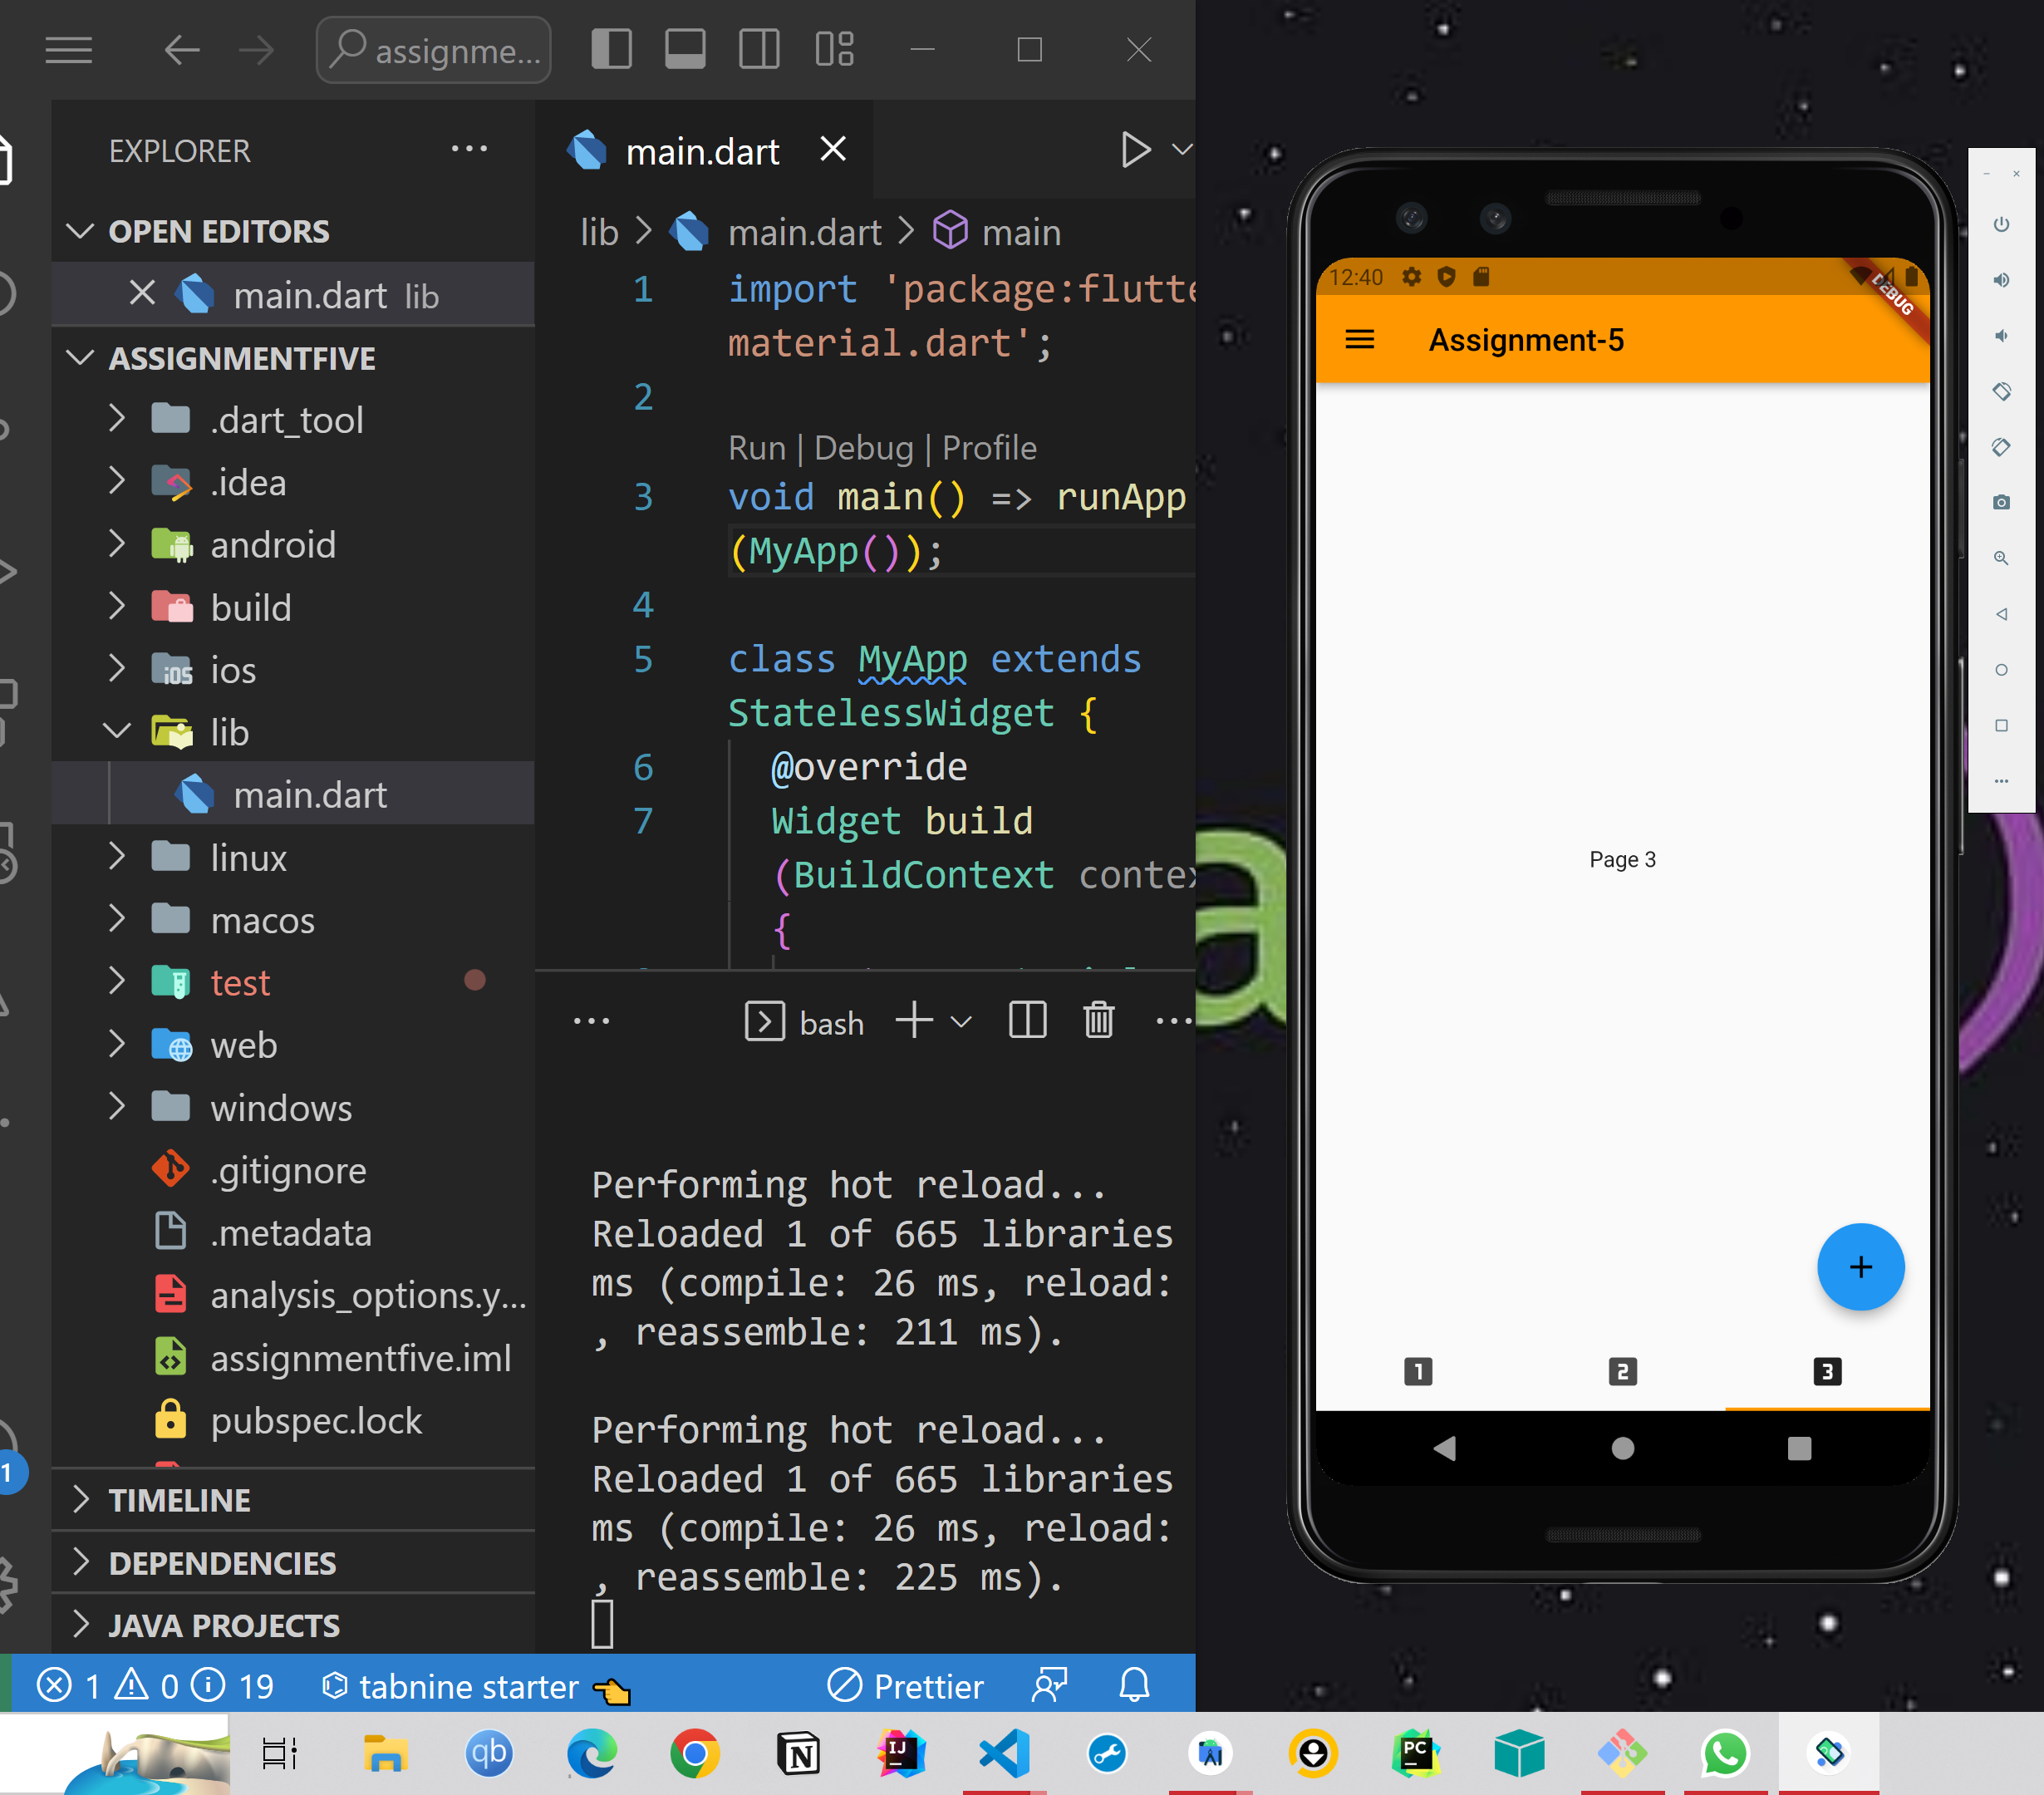 assignme...
EXPLORER
OPEN EDITORS
main.dart lib
ASSIGNMENTFIVE
.dart_tool
.idea
android
build
ios
lib
main.dart
linux
macos
test
web
windows
.gitignore
.metadata
analysis_options.y...
assignmentfive.iml
pubspec.lock
TIMELINE
DEPENDENCIES
JAVA PROJECTS
main.dart
lib > main.dart > main
1 import 'package:flutte
material.dart';
2
Run | Debug | Profile
3 void main() => runApp
(MyApp());
4
5 class MyApp extends
StatelessWidget {
6 @override
7 Widget build
(BuildContext contex
{
bash
Performing hot reload...
Reloaded 1 of 665 libraries
ms (compile: 26 ms, reload:
, reassemble: 211 ms).
Performing hot reload...
Reloaded 1 of 665 libraries
ms (compile: 26 ms, reload:
, reassemble: 225 ms).
1
1 0 19 tabnine starter Prettier
12:40
DEBUG
Assignment-5
Page 3
+
1 2 3
a
)
iOS
qb
N
IJ
PC